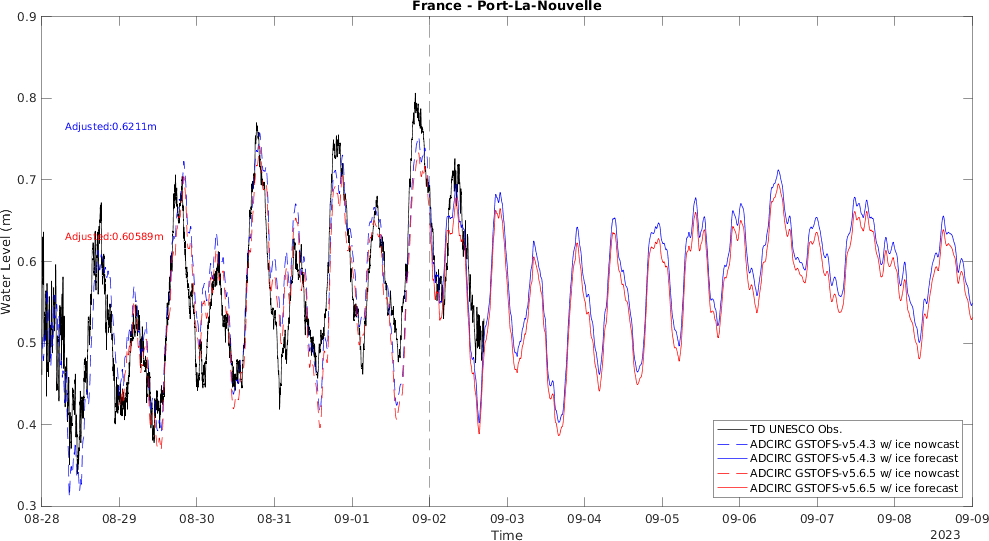 France - Port-La-Nouvelle
Water Level (m)
0.9
0.8
0.7
0.6
0.5
0.4
0.3
Adjusted:0.6211m
Adjusted:0.60589m
TD UNESCO Obs.
ADCIRC GSTOFS-v5.4.3 w/ ice nowcast
ADCIRC GSTOFS-v5.4.3 w/ ice forecast
ADCIRC GSTOFS-v5.6.5 w/ ice nowcast
ADCIRC GSTOFS-v5.6.5 w/ ice forecast
08-28 08-29 08-30 08-31 09-01 09-02 09-03 09-04 09-05 09-06 09-07 09-08 09-09
Time
2023